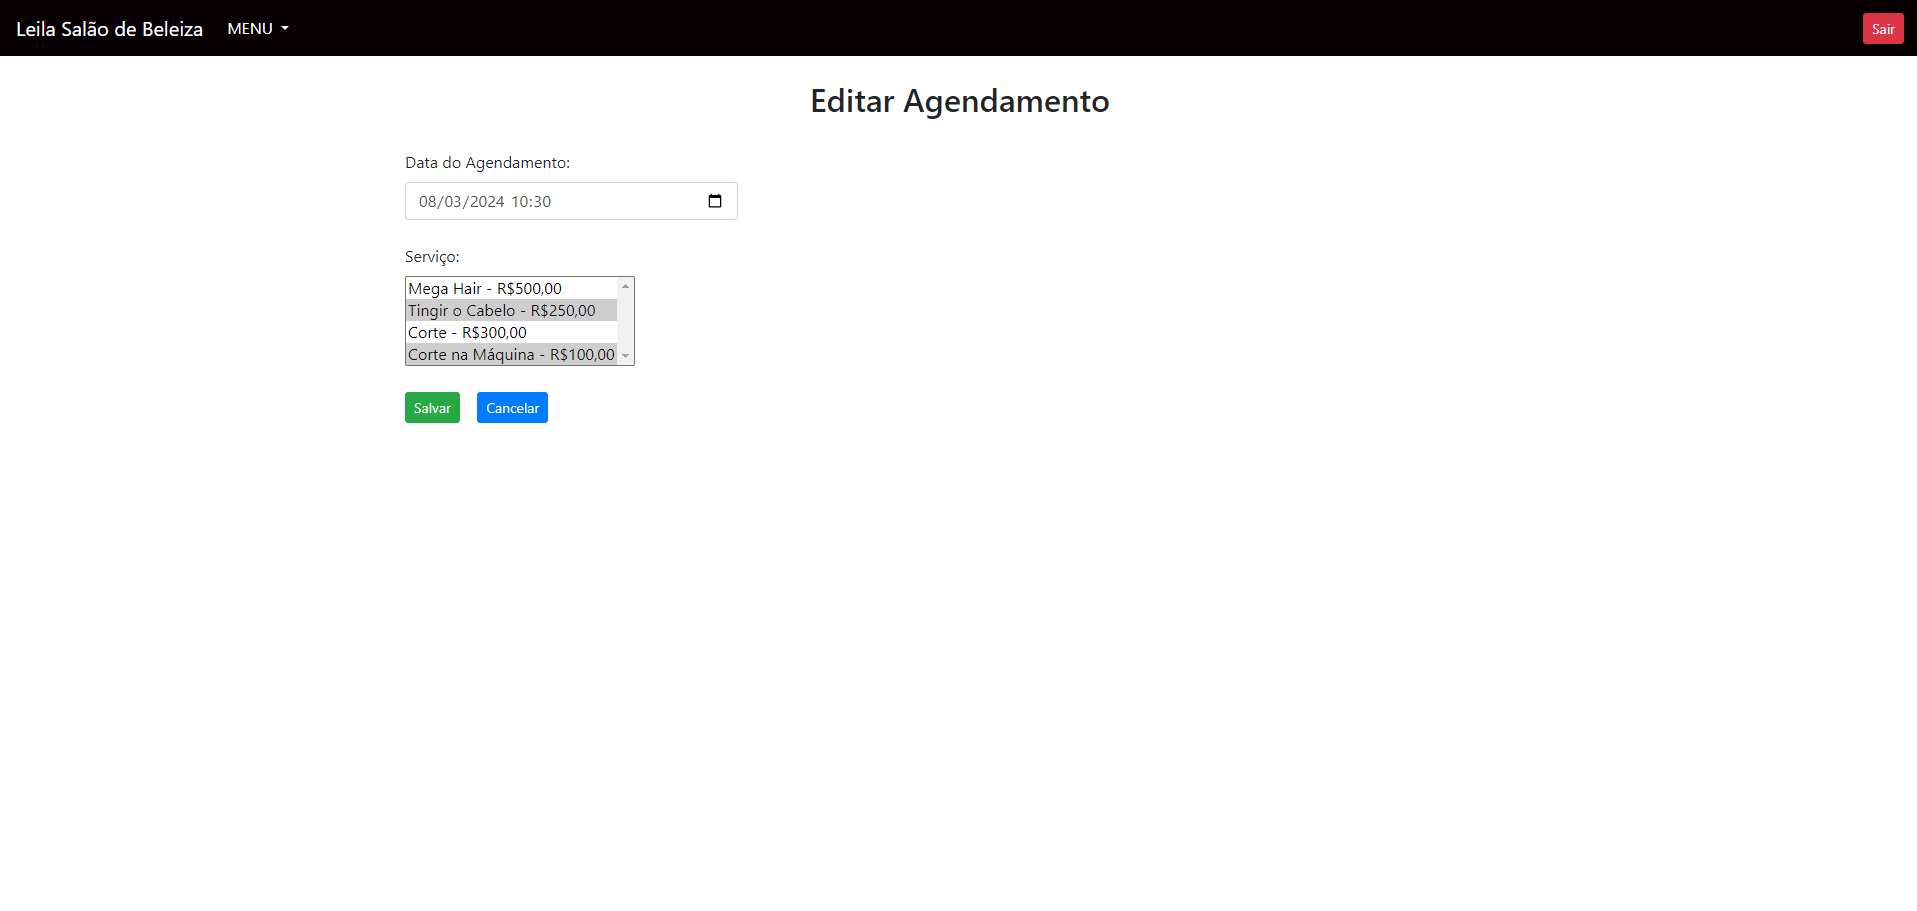 Leila Salão de Beleiza MENU Sair
Editar Agendamento
Data do Agendamento:
08/03/2024 10:30
Serviço:
Mega Hair - R$500,00
Tingir o Cabelo - R$250,00
Corte - R$300,00
Corte na Máquina - R$100,00
Salvar Cancelar